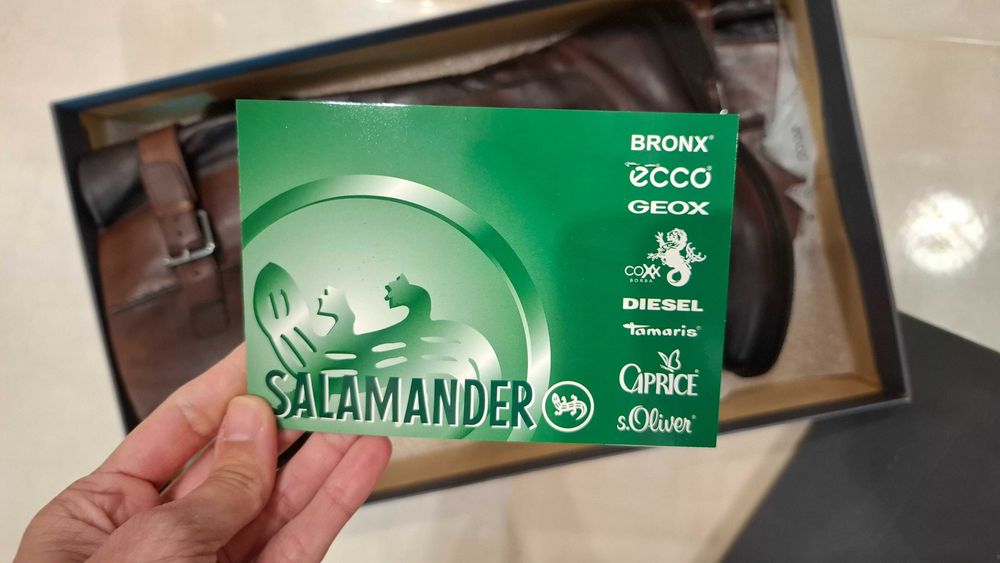 BRONX®
ecco®
GEOX
COXX
BORBA
DIESEL
Tamaris®
CAPRICE®
s.Oliver®
SALAMANDER